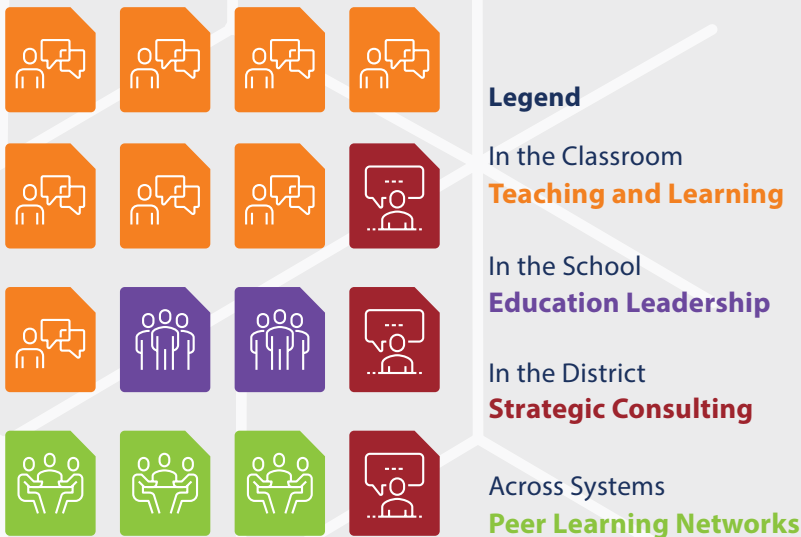 Legend
In the Classroom
Teaching and Learning
In the School
Education Leadership
In the District
Strategic Consulting
Across Systems
Peer Learning Networks